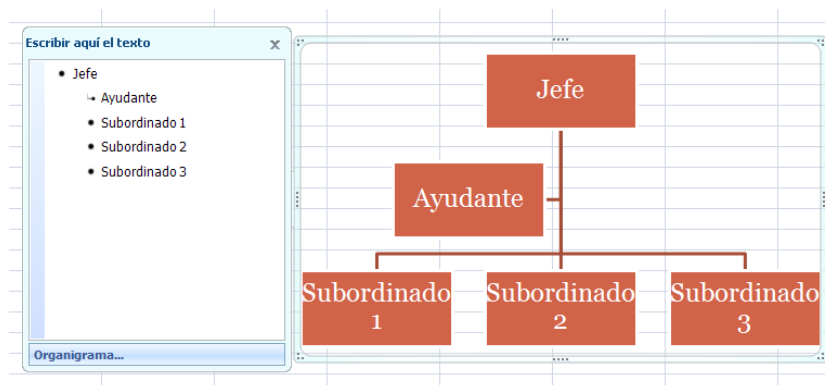 Escribir aquí el texto
x
Jefe
Ayudante
Subordinado 1
Subordinado 2
Subordinado 3
Organigrama...
Jefe
Ayudante
Subordinado
1
Subordinado
2
Subordinado
3